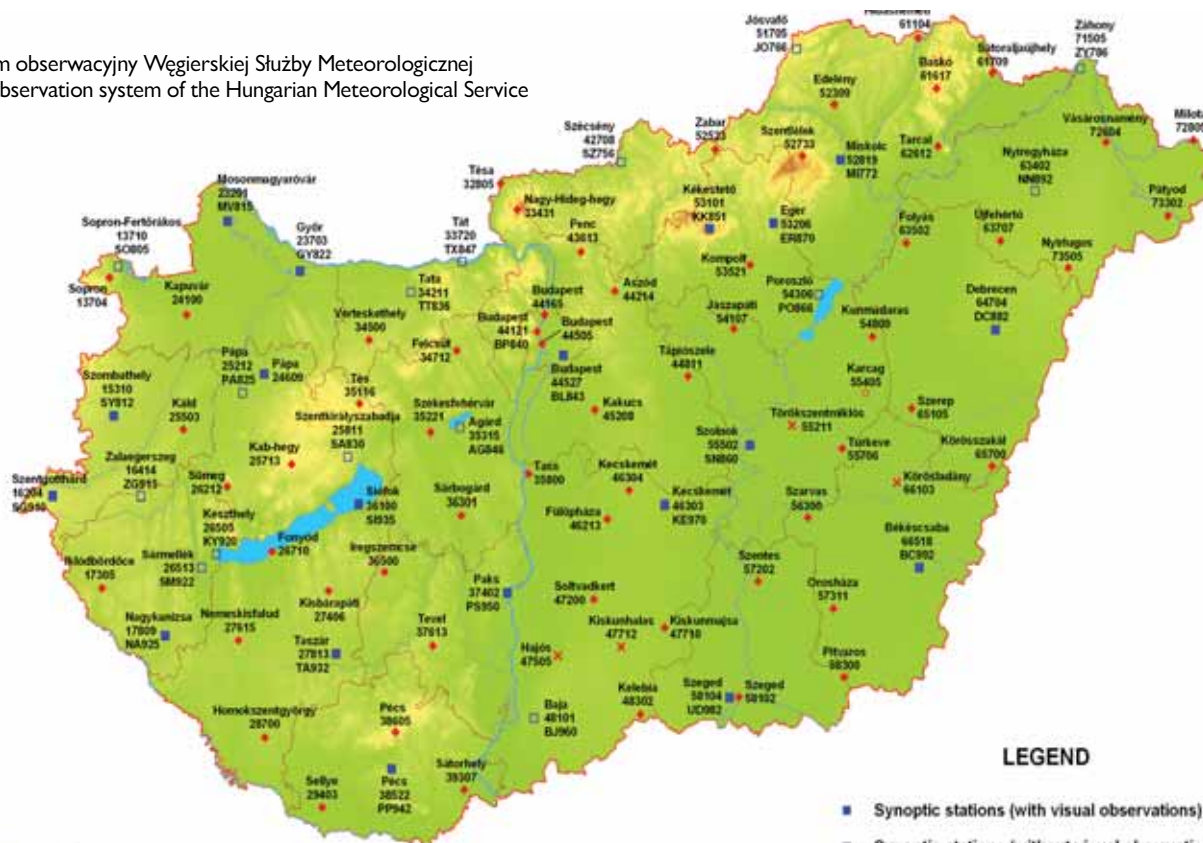 obserwacyjny Węgierskiej Służby Meteorologicznej
observation system of the Hungarian Meteorological Service
Jósvafő
51705
JO766
61104
Záhony
71505
ZY786
Sátoraljaújhely
61709
Baskó
61617
Edelény
52309
Szécsény
42708
SZ756
Zabar
52523
Szentlélek
52733
Miskolc
52819
MI772
Tarcal
62612
Vásárosnamény
72604
Milota
72805
Nyíregyháza
63402
NN892
Tésa
32805
Mosonmagyaróvár
23201
MV815
Nagy-Hideg-hegy
33431
Kékestető
53101
KK851
Eger
53206
ER870
Pátyod
73302
Sopron-Fertőrákos
13710
SO805
Győr
23703
GY822
Tát
33720
TX847
Penc
43613
Folyás
63502
Újfehértó
63707
Nyírlugos
73505
Kompolt
53521
Sopron
13704
Kapuvár
24100
Tata
34211
TT836
Budapest
44165
Aszód
44214
Poroszló
54306
PO866
Debrecen
64704
DC882
Vérteskethely
34500
Budapest
44121
BP840
Budapest
44505
Jászapáti
54107
Kunmadaras
54800
Felcsút
34712
Pápa
25212
PA825
Pápa
24609
Budapest
44527
BL843
Tápiószele
44811
Szombathely
15310
SY812
Tés
35116
Karcag
55405
Káld
25503
Szentkirályszabadja
25811
SA830
Székesfehérvár
35221
Agárd
35315
AG846
Kakucs
45208
Szerep
65105
Törökszentmiklós
55211
Szolnok
55502
SN860
Túrkeve
55706
Körösszakál
65700
Zalaegerszeg
16414
ZG915
Kab-hegy
25713
Szentgotthárd
16204
SG910
Sümeg
26212
Tass
35800
Kecskemét
46304
Kecskemét
46303
KE970
Körösladány
66103
Keszthely
26505
KY920
Siófok
36100
SI935
Sárbogárd
36301
Szarvas
56300
Fülöpháza
46213
Békéscsaba
66518
BC992
Fonyód
26710
Iklódbördőce
17305
Sármellék
26513
SM922
Iregszemcse
36500
Szentes
57202
Paks
37402
PS950
Orosháza
57311
Soltvadkert
47200
Kisbárapáti
27406
Nagykanizsa
17809
NA925
Nemeskisfalud
27615
Taszár
27813
TA932
Tevel
37613
Kiskunhalas
47712
Kiskunmajsa
47710
Hajós
47505
Pitvaros
58300
Kelebia
48302
Szeged
58104
UD982
Szeged
58102
Homokszentgyörgy
28700
Pécs
38605
Baja
48101
BJ960
Sellye
29403
Pécs
38522
PP942
Sátorhely
39307
LEGEND
Synoptic stations (with visual observations)